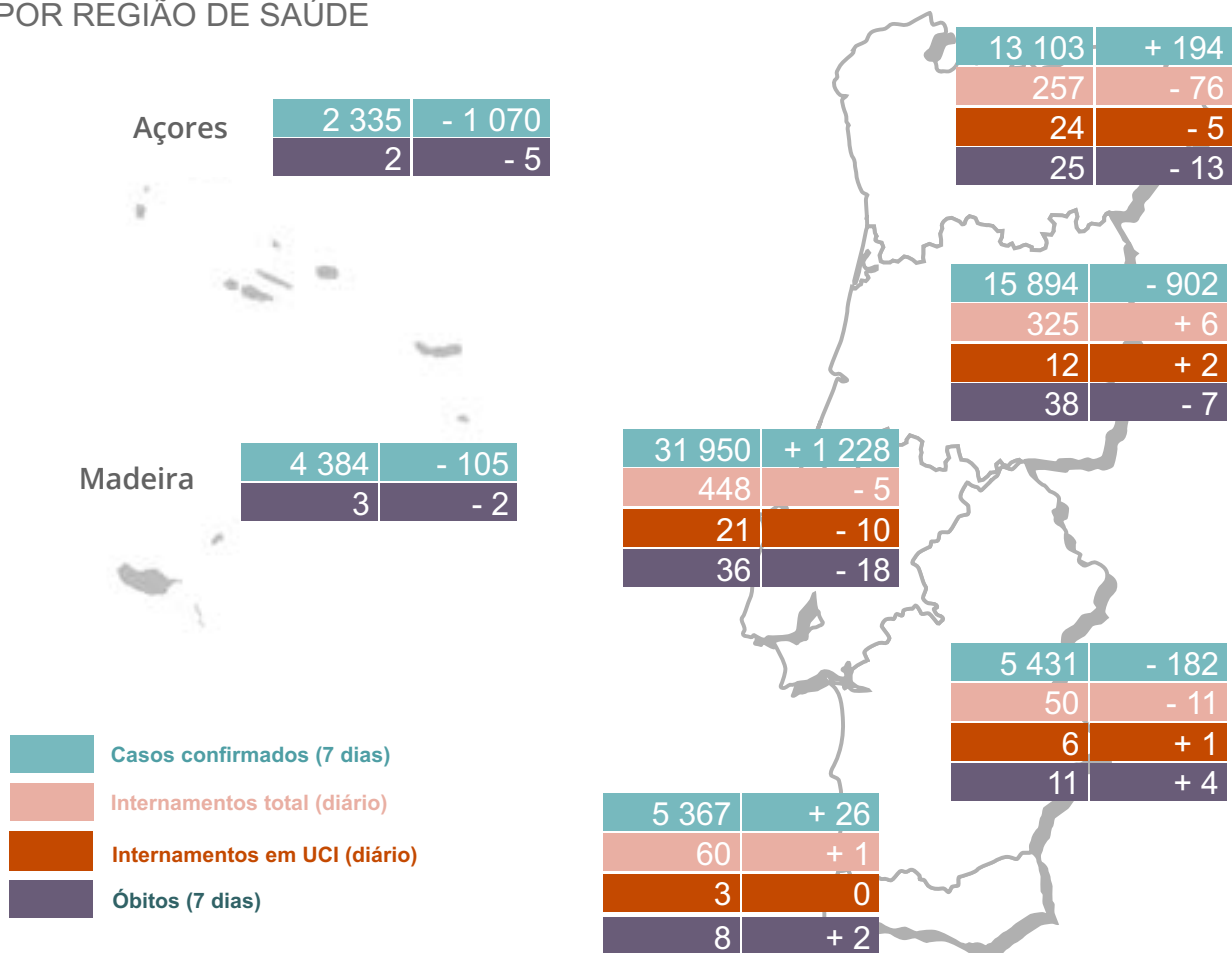 POR REGIÃO DE SAÚDE
13 103 + 194
257 - 76
24 - 5
25 - 13
Açores
2 335 - 1 070
2 - 5
15 894 - 902
325 + 6
12 + 2
38 - 7
Madeira
4 384 - 105
3 - 2
31 950 + 1 228
448 - 5
21 - 10
36 - 18
5 431 - 182
50 - 11
6 + 1
11 + 4
Casos confirmados (7 dias)
Internamentos total (diário)
Internamentos em UCI (diário)
Óbitos (7 dias)
5 367 + 26
60 + 1
3 0
8 + 2